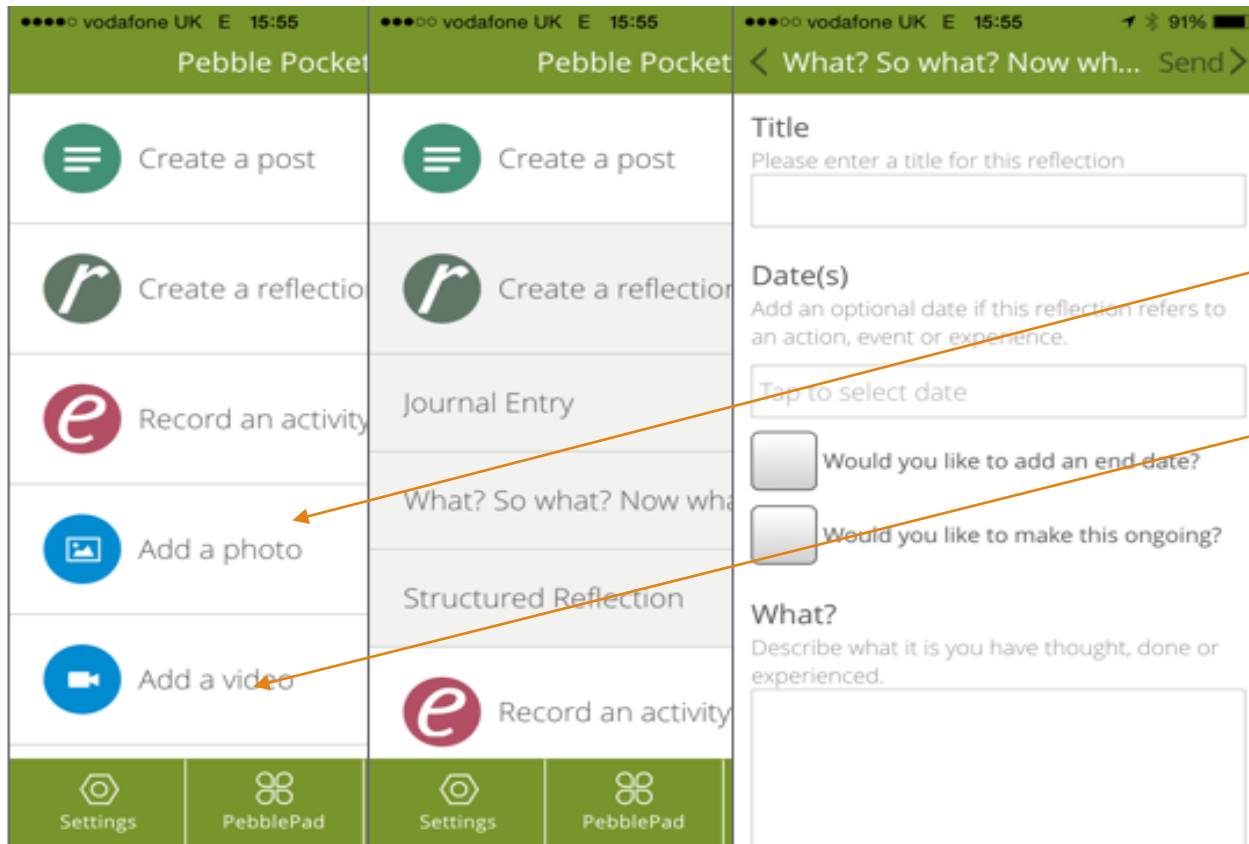 vodafone UK E 15:55
Pebble Pocket
Create a post
Create a reflectio
Record an activity
Add a photo
Add a video
Settings
PebblePad
vodafone UK E 15:55
Pebble Pocket
Create a post
Create a reflection
Journal Entry
What? So what? Now wha
Structured Reflection
Record an activity
Settings
PebblePad
vodafone UK E 15:55 91%
What? So what? Now wh... Send
Title
Please enter a title for this reflection
Date(s)
Add an optional date if this reflection refers to
an action, event or experience.
Tap to select date
Would you like to add an end date?
Would you like to make this ongoing?
What?
Describe what it is you have thought, done or
experienced.